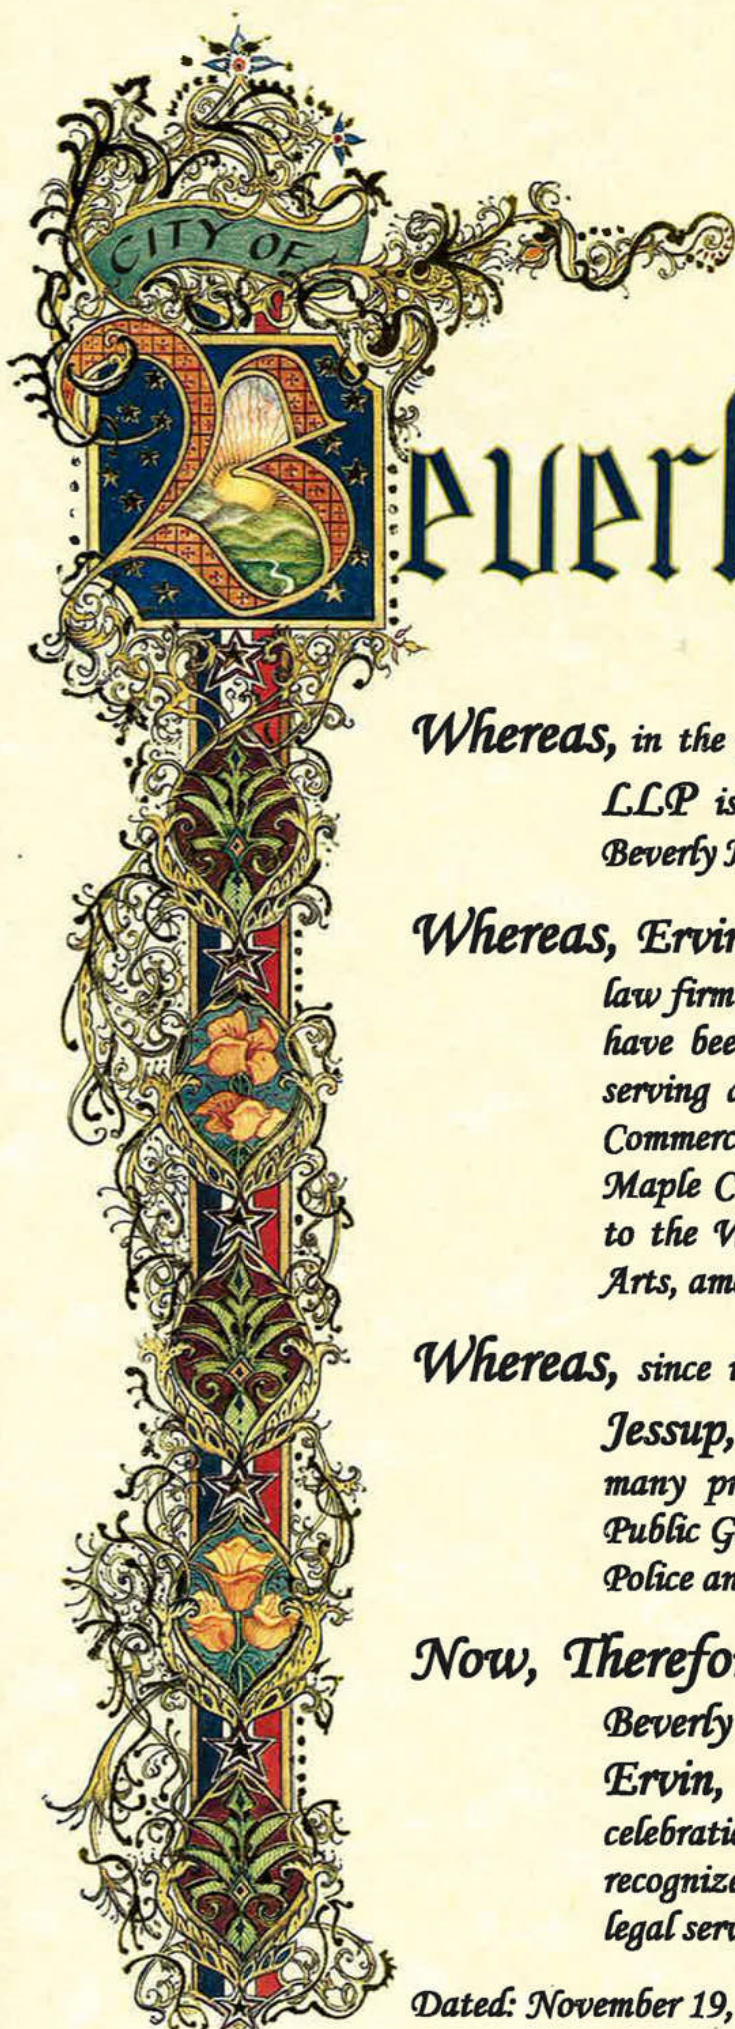 CITY OF
Beverl
Whereas, in the
LLP is
Beverly
Whereas, Ervin
law firm
have bee
serving
Commerc
Maple C
to the
Arts, am
Whereas, since
Jessup,
many pr
Public G
Police an
Now, Therefor
Beverly
Ervin,
celebratio
recognize
legal serv
Dated: November 19,